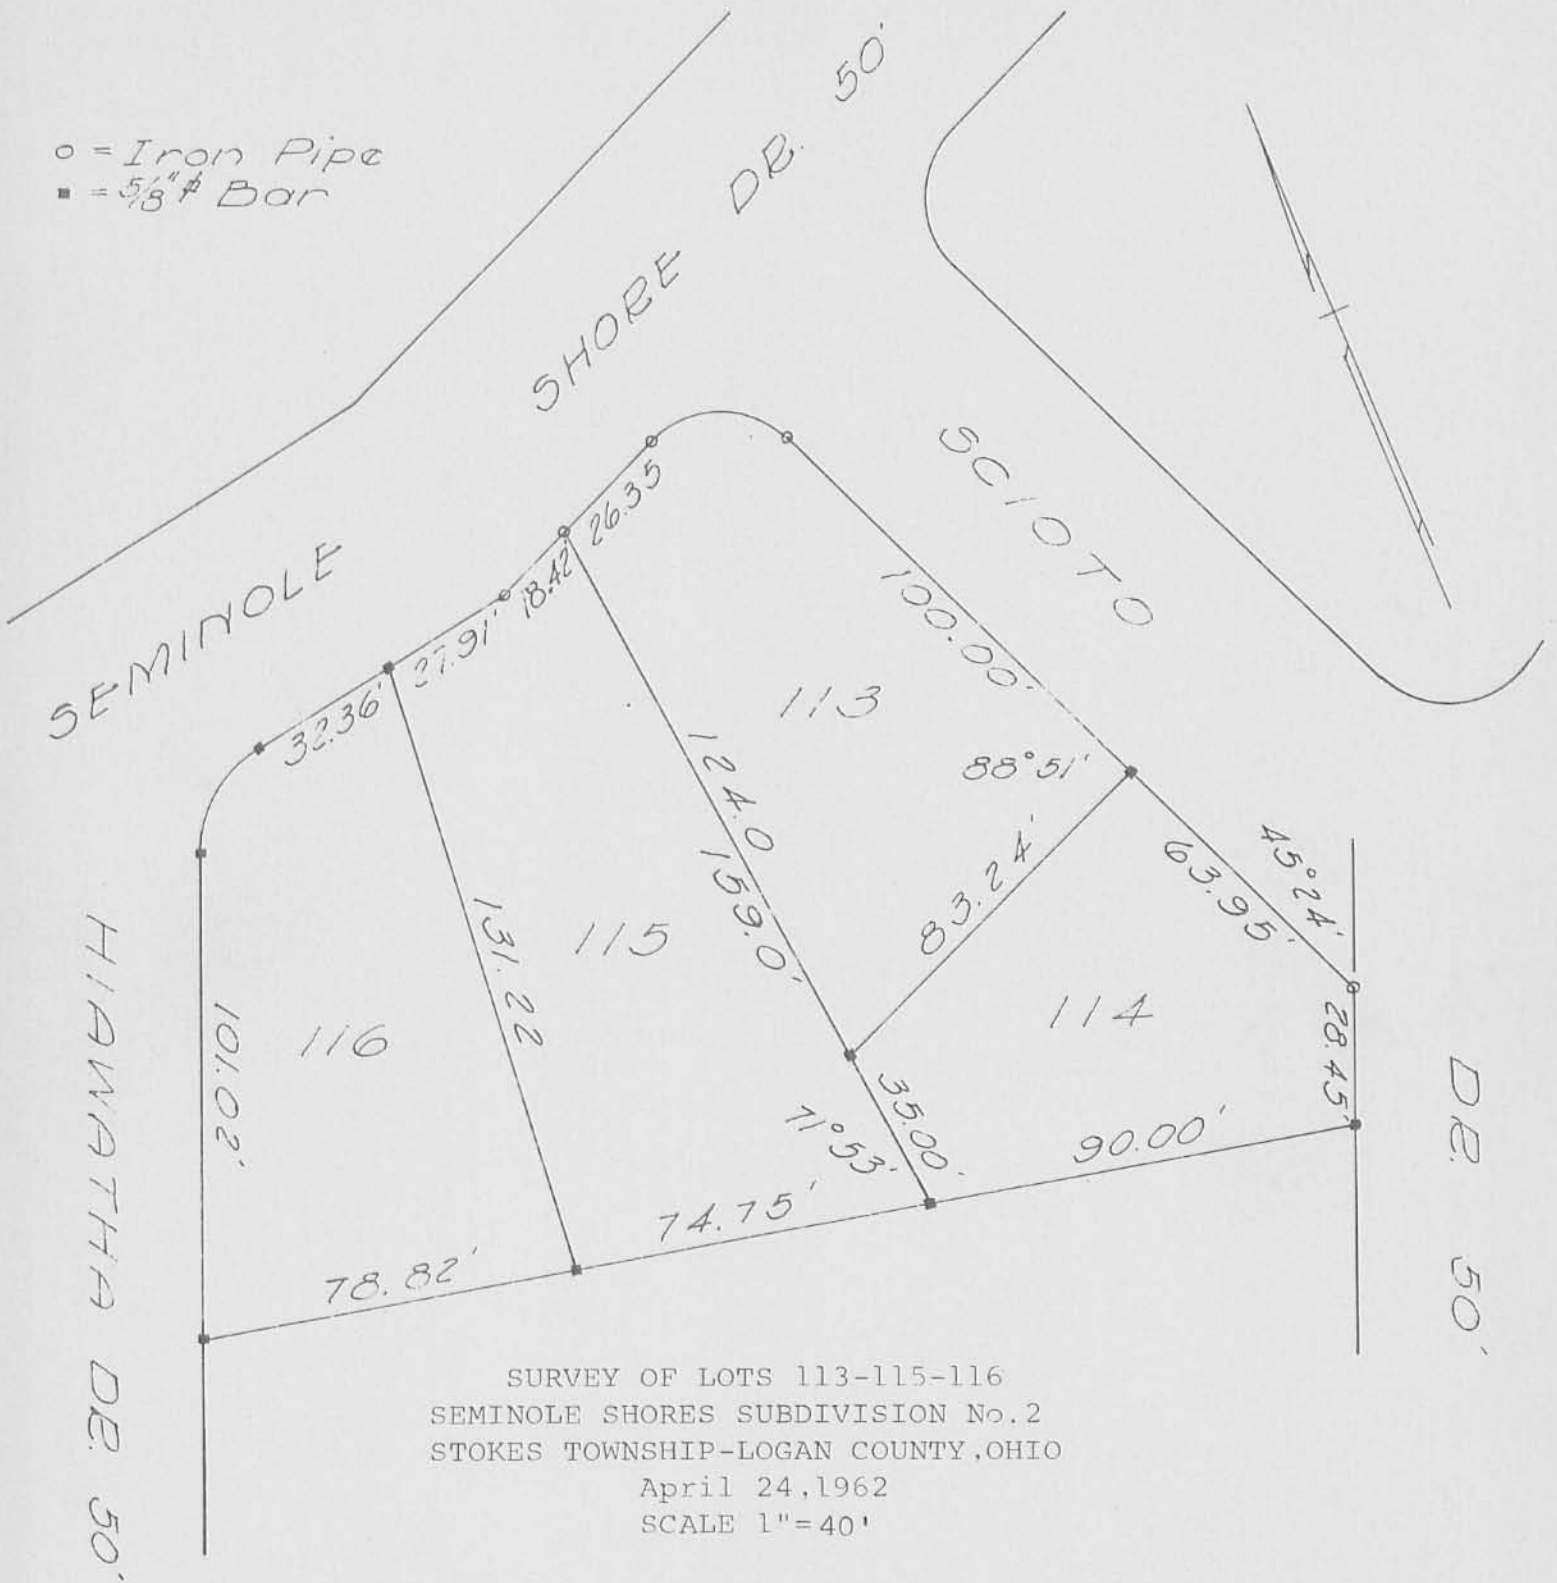 o = Iron Pipe
▪ = 5/8"ϕ Bar
SEMINOLE SHORE DR. 50'
SCIOTO DR. 50'
HIAWATHA DR. 50'
26.35
18.42'
27.91'
32.36'
100.00'
113
88°51'
124.0
159.0'
83.24'
63.95'
45°24'
131.22
115
116
114
101.02'
28.45'
35.00'
71°53'
90.00'
74.75'
78.82'
SURVEY OF LOTS 113-115-116
SEMINOLE SHORES SUBDIVISION No.2
STOKES TOWNSHIP-LOGAN COUNTY,OHIO
April 24,1962
SCALE 1"=40'